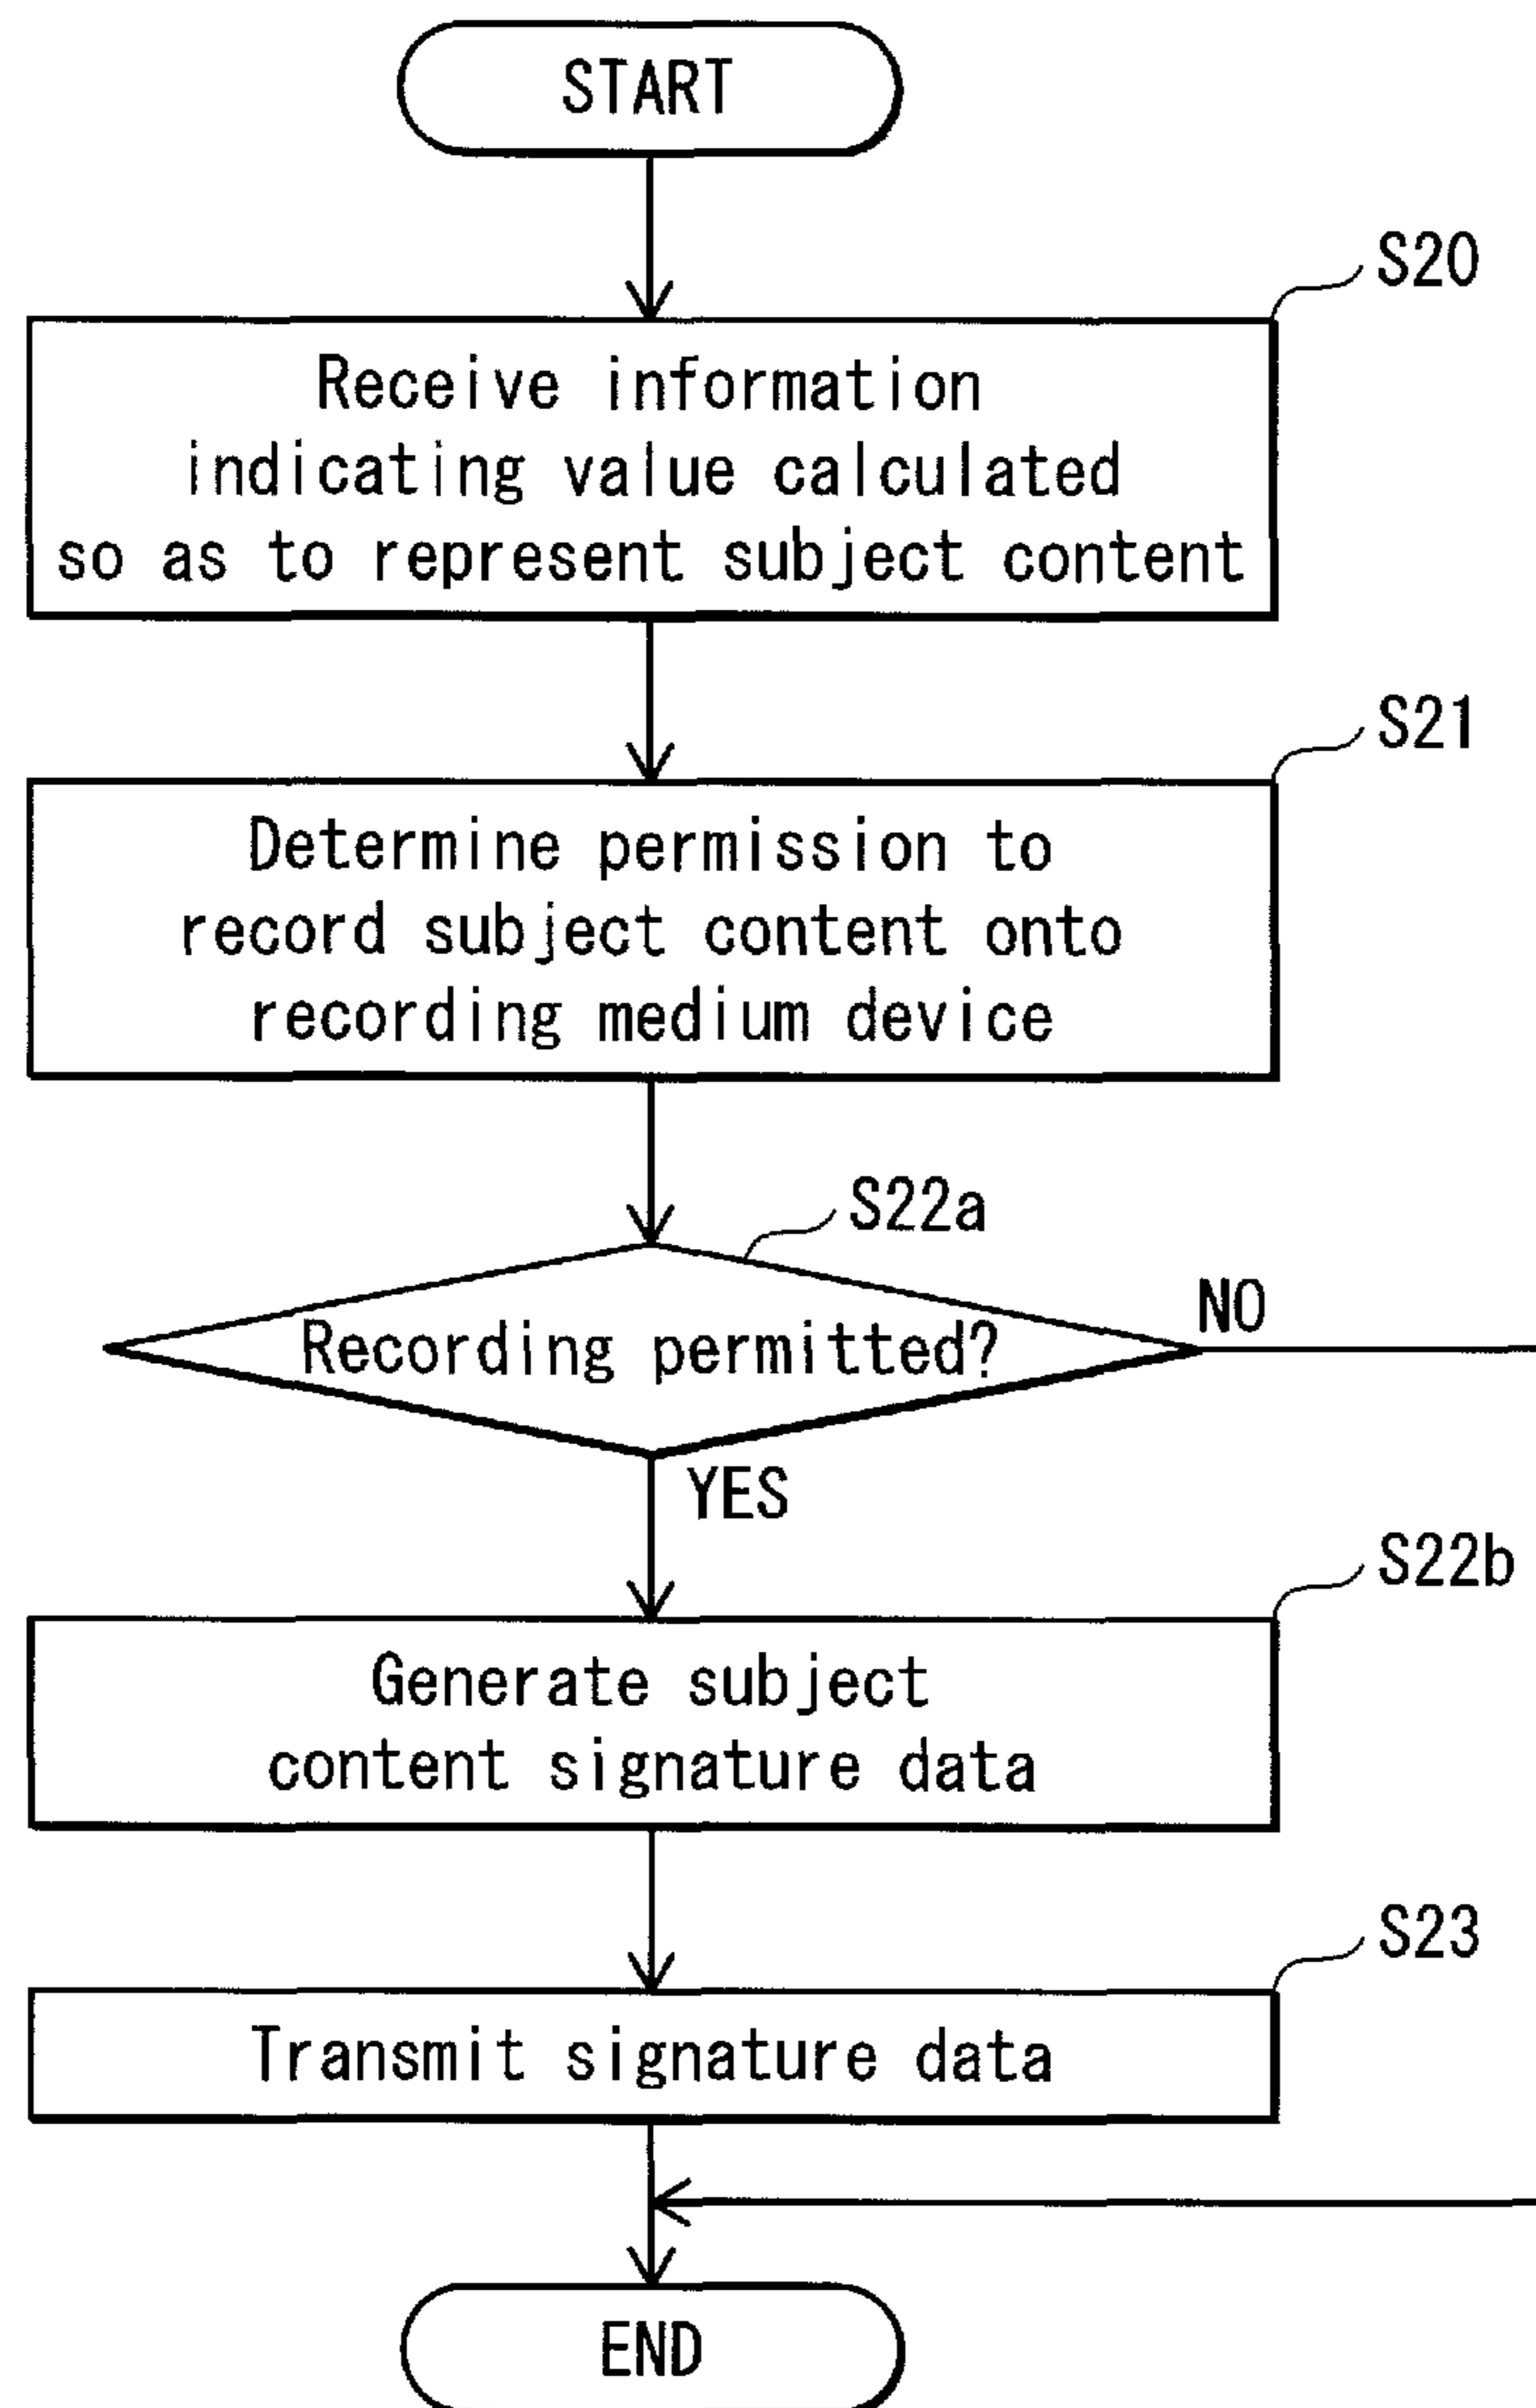 START
S20
Receive information
indicating value calculated
so as to represent subject content
S21
Determine permission to
record subject content onto
recording medium device
S22a
Recording permitted?
NO
YES
S22b
Generate subject
content signature data
S23
Transmit signature data
END